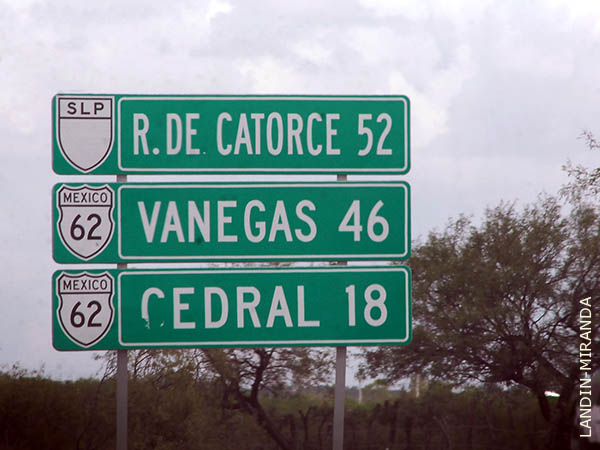 SLP
R. DE CATORCE 52
MEXICO
62
VANEGAS 46
MEXICO
62
CEDRAL 18
LANDIN-MIRANDA